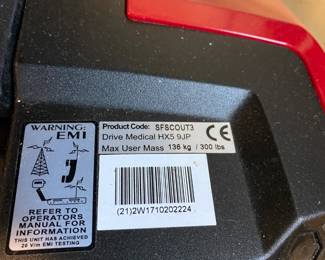 WARNING:
EMI
REFER TO
OPERATORS
MANUAL FOR
INFORMATION
THIS UNIT HAS ACHIEVED
20 V/m EMI TESTING
Product Code: SFSCOUT3
Drive Medical HX5 9JP
Max User Mass 136 kg / 300 lbs
CE
(21)2W1710202224